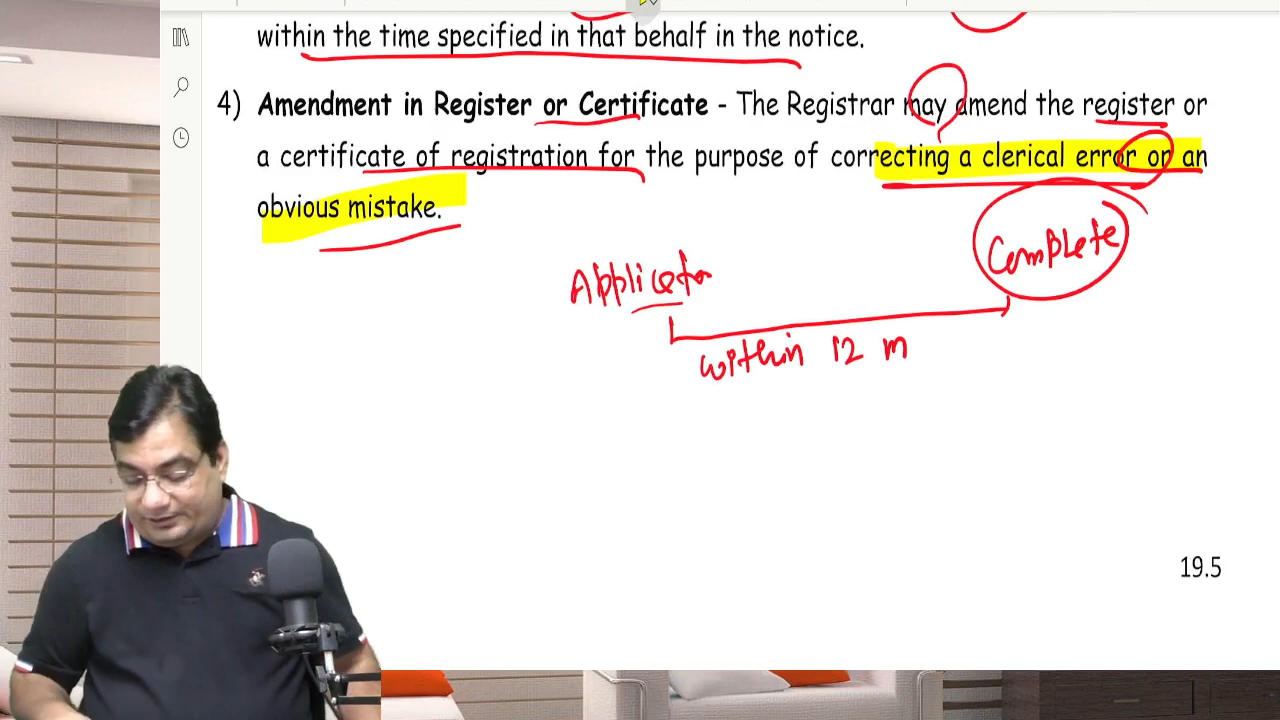 within the time specified in that behalf in the notice.
4) Amendment in Register or Certificate - The Registrar may amend the register or
a certificate of registration for the purpose of correcting a clerical error or an
obvious mistake.
Complete
within 12 m
19.5